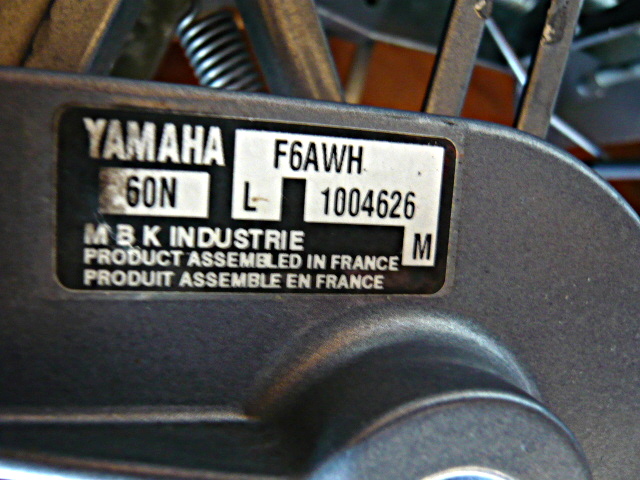 YAMAHA
F6AWH
60N
L
1004626
M B K INDUSTRIE
M
PRODUCT ASSEMBLED IN FRANCE
PRODUIT ASSEMBLE EN FRANCE